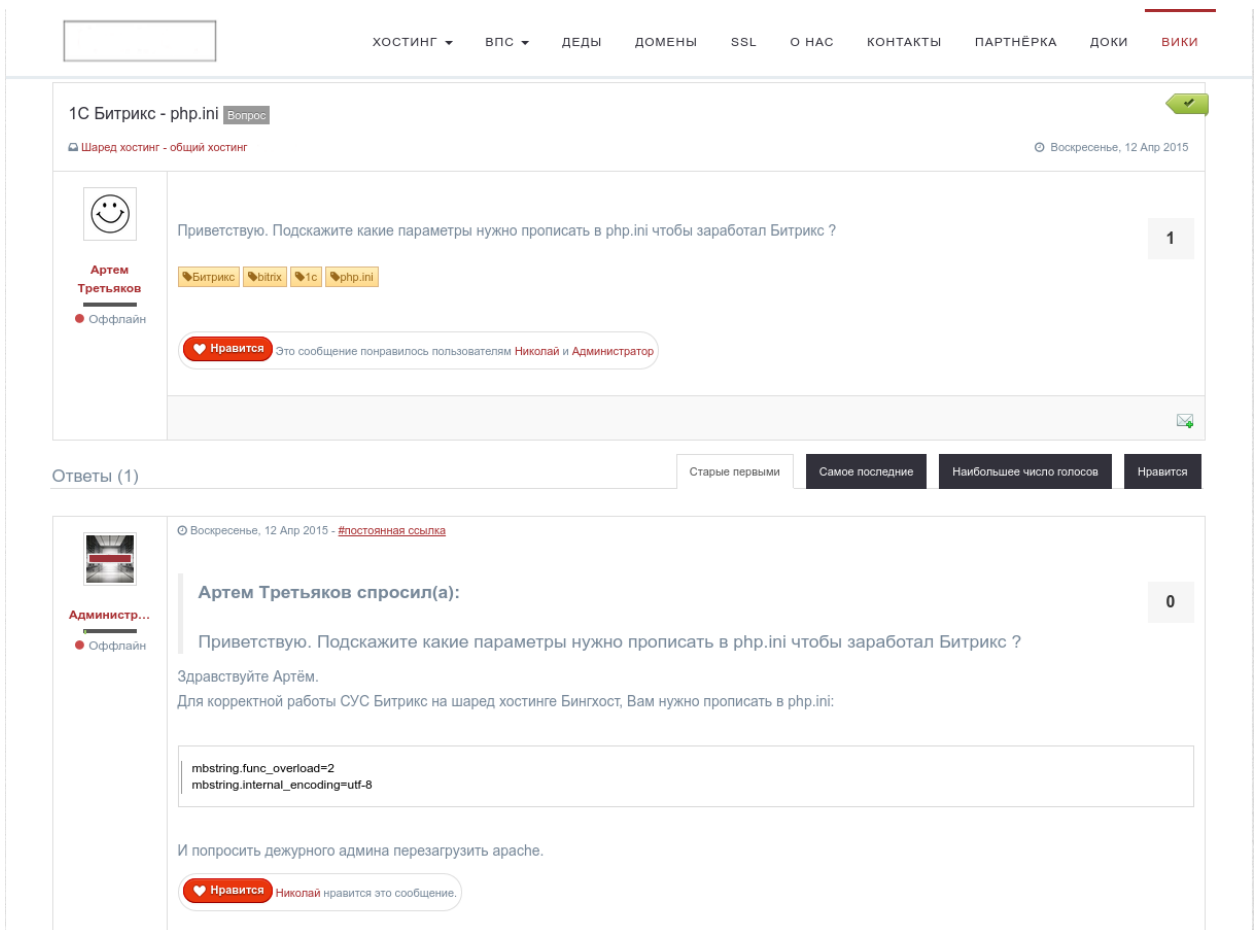 ХОСТИНГ ВПС ДЕДЫ ДОМЕНЫ SSL О НАС КОНТАКТЫ ПАРТНЁРКА ДОКИ ВИКИ
1С Битрикс - php.ini Вопрос
Шаред хостинг - общий хостинг
Воскресенье, 12 Апр 2015
Приветствую. Подскажите какие параметры нужно прописать в php.ini чтобы заработал Битрикс ?
1
Артем
Третьяков
Оффлайн
Битрикс bitrix 1c php.ini
Нравится Это сообщение понравилось пользователям Николай и Администратор
Ответы (1)
Старые первыми Самое последние Наибольшее число голосов Нравится
Воскресенье, 12 Апр 2015 - #постоянная ссылка
Администр...
Оффлайн
Артем Третьяков спросил(а):
0
Приветствую. Подскажите какие параметры нужно прописать в php.ini чтобы заработал Битрикс ?
Здравствуйте Артём.
Для корректной работы СУС Битрикс на шаред хостинге Бингхост, Вам нужно прописать в php.ini:
mbstring.func_overload=2
mbstring.internal_encoding=utf-8
И попросить дежурного админа перезагрузить apache.
Нравится Николай нравится это сообщение.